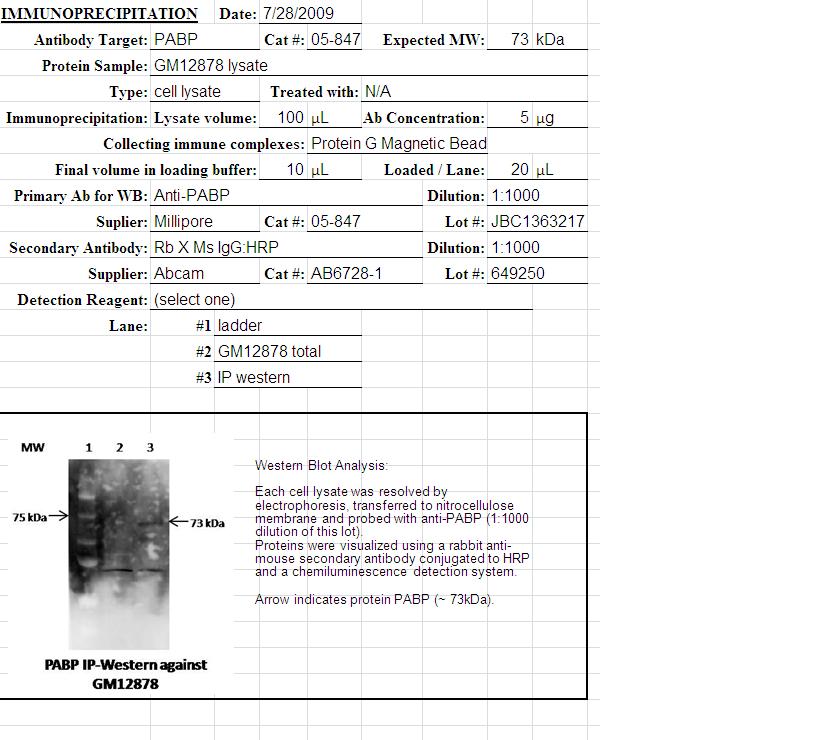 IMMUNOPRECIPITATION Date: 7/28/2009
Antibody Target: PABP Cat #: 05-847 Expected MW: 73 kDa
Protein Sample: GM12878 lysate
Type: cell lysate Treated with: N/A
Immunoprecipitation: Lysate volume: 100 µL Ab Concentration: 5 µg
Collecting immune complexes: Protein G Magnetic Bead
Final volume in loading buffer: 10 µL Loaded / Lane: 20 µL
Primary Ab for WB: Anti-PABP Dilution: 1:1000
Suplier: Millipore Cat #: 05-847 Lot #: JBC1363217
Secondary Antibody: Rb X Ms IgG:HRP Dilution: 1:1000
Supplier: Abcam Cat #: AB6728-1 Lot #: 649250
Detection Reagent: (select one)
Lane: #1 ladder
#2 GM12878 total
#3 IP western
MW 1 2 3
75 kDa
73 kDa
PABP IP-Western against
GM12878
Western Blot Analysis:
Each cell lysate was resolved by
electrophoresis, transferred to nitrocellulose
membrane and probed with anti-PABP (1:1000
dilution of this lot).
Proteins were visualized using a rabbit anti-
mouse secondary antibody conjugated to HRP
and a chemiluminescence detection system.
Arrow indicates protein PABP (~ 73kDa).